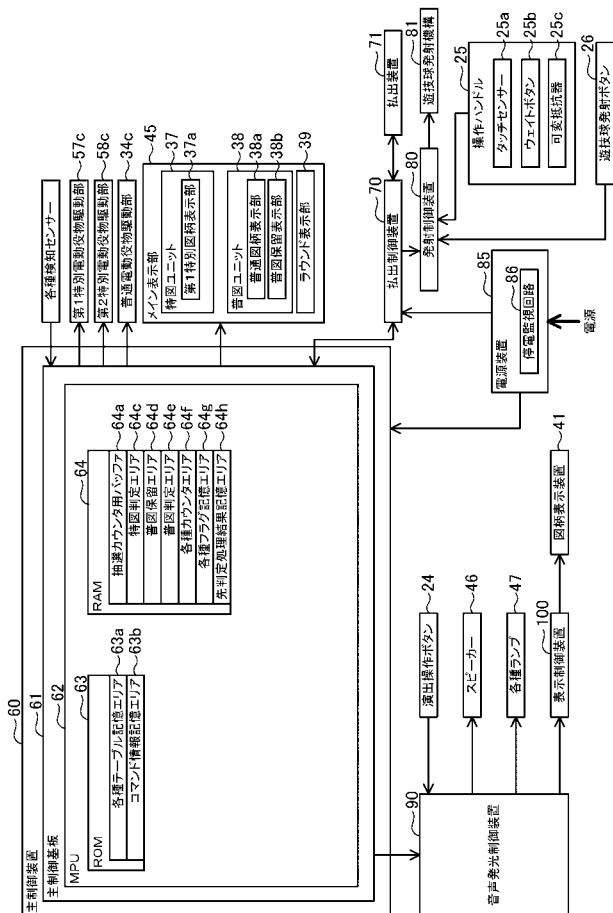 主制御装置
60
主制御基板
61
MPU
62
ROM
63
各種テーブル記憶エリア
63a
コマンド情報記憶エリア
63b
RAM
64
抽選カウンタ用バッファ
64a
特図判定エリア
64c
普図保留エリア
64d
普図判定エリア
64e
各種カウンタエリア
64f
各種フラグ記憶エリア
64g
先判定処理結果記憶エリア
64h
各種検知センサー
第1特別電動役物駆動部
57c
第2特別電動役物駆動部
58c
普通電動役物駆動部
34c
メイン表示部
45
特図ユニット
37
第1特別図柄表示部
37a
普図ユニット
38
普通図柄表示部
38a
普図保留表示部
38b
ラウンド表示部
39
払出制御装置
70
払出装置
71
発射制御装置
80
遊技球発射機構
81
操作ハンドル
25
タッチセンサー
25a
ウェイトボタン
25b
可変抵抗器
25c
遊技球発射ボタン
26
電源装置
85
停電監視回路
86
電源
音声発光制御装置
90
演出操作ボタン
24
スピーカー
46
各種ランプ
47
表示制御装置
100
図柄表示装置
41